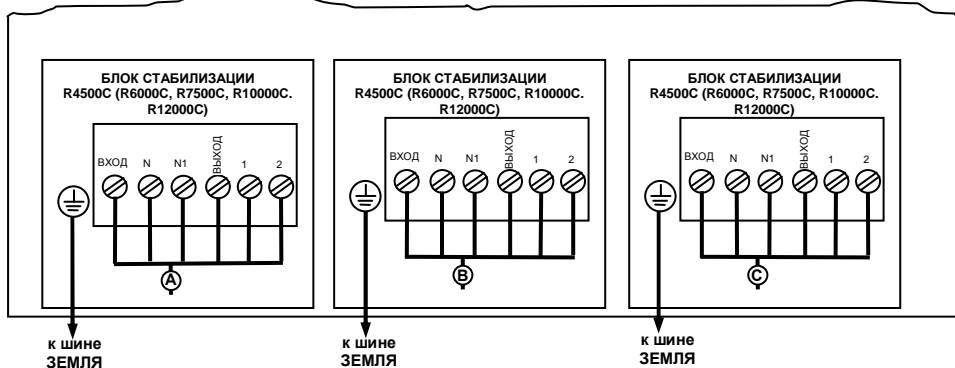 БЛОК СТАБИЛИЗАЦИИ
R4500C (R6000C, R7500C, R10000C.
R12000C)
ВХОД N N1 ВЫХОД 1 2
A
к шине
ЗЕМЛЯ
БЛОК СТАБИЛИЗАЦИИ
R4500C (R6000C, R7500C, R10000C.
R12000C)
ВХОД N N1 ВЫХОД 1 2
B
к шине
ЗЕМЛЯ
БЛОК СТАБИЛИЗАЦИИ
R4500C (R6000C, R7500C, R10000C.
R12000C)
ВХОД N N1 ВЫХОД 1 2
C
к шине
ЗЕМЛЯ